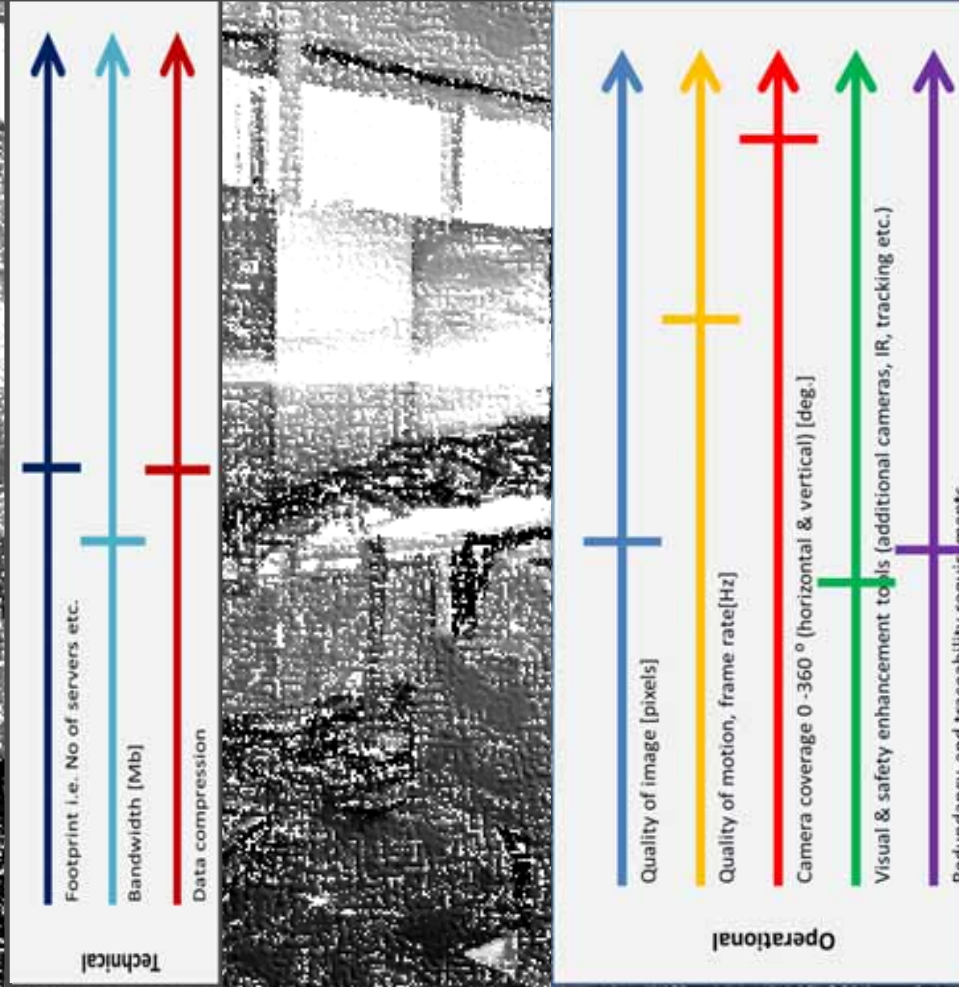 Technical
Footprint i.e. No of servers etc.
Bandwidth [Mb]
Data compression
Operational
Quality of image [pixels]
Quality of motion, frame rate[Hz]
Camera coverage 0 -360 ° (horizontal & vertical) [deg.]
Visual & safety enhancement tools (additional cameras, IR, tracking etc.)